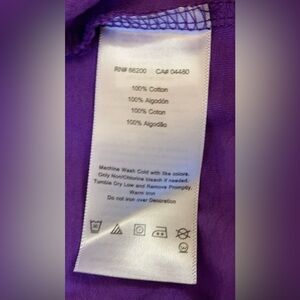 RN# 66200 CA# 04460
100% Cotton
100% Algodón
100% Coton
100% Algodão
Machine Wash Cold with like colors.
Only Non/Chlorine bleach if needed.
Tumble Dry Low and Remove Promptly.
Warm Iron
Do not iron over Decoration